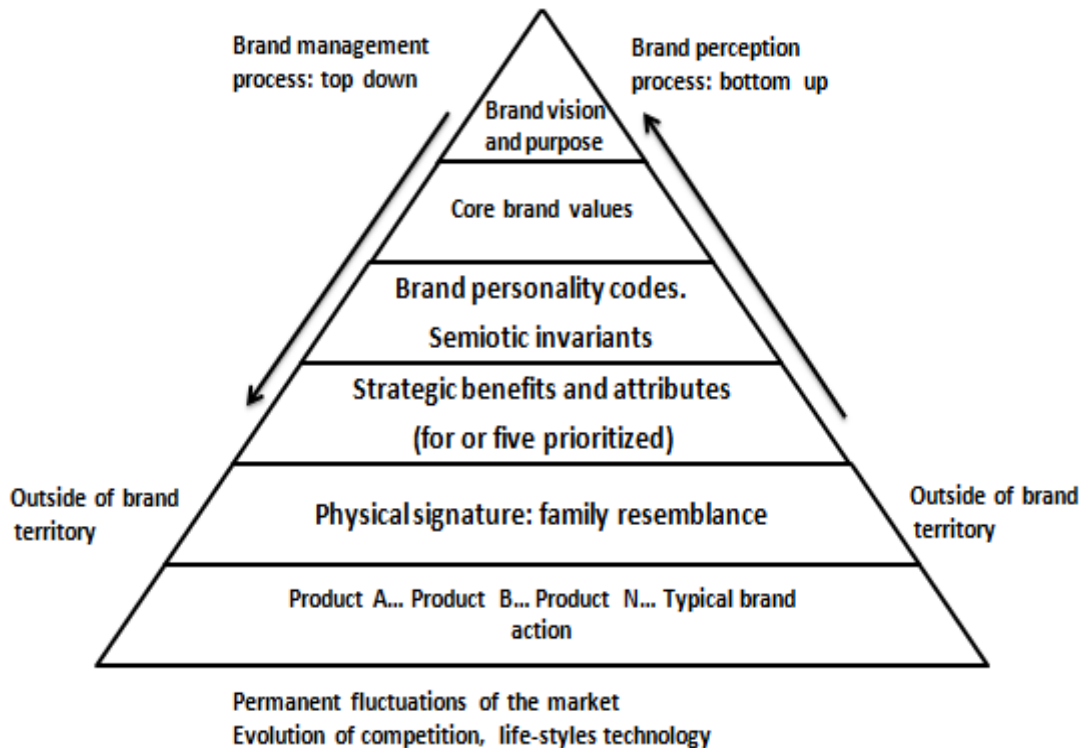 Brand management
process: top down
Brand perception
process: bottom up
Brand vision
and purpose
Core brand values
Brand personality codes.
Semiotic invariants
Strategic benefits and attributes
(for or five prioritized)
Outside of brand
territory
Physical signature: family resemblance
Outside of brand
territory
Product A... Product B... Product N... Typical brand
action
Permanent fluctuations of the market
Evolution of competition, life-styles technology